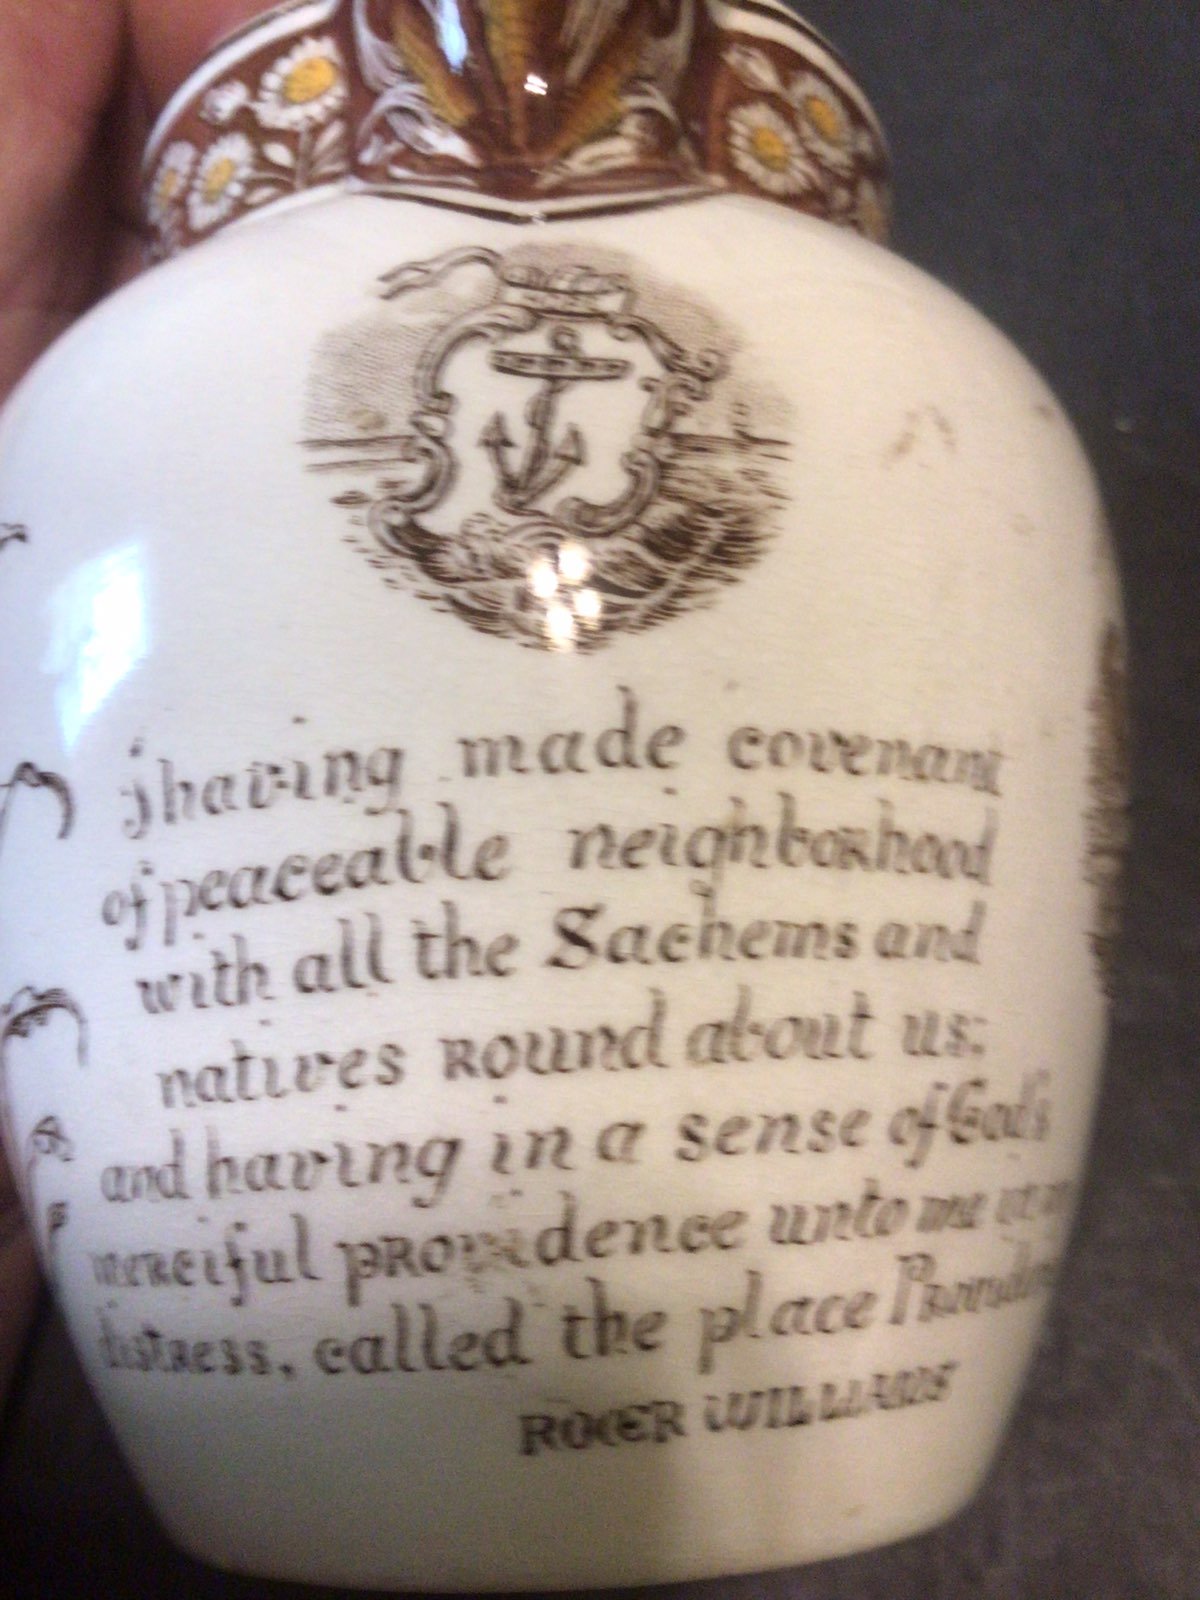 i having made covenant
of peaceable neighborhood
with all the Sachems and
natives round about us:
and having in a sense of God's
merciful providence unto me
distress, called the place
ROGER WILLIAMS